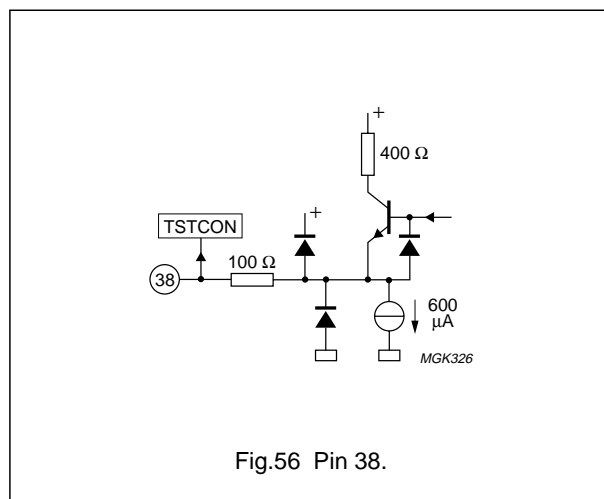 +
400 Ω
TSTCON
+
100 Ω
38
600
µA
MGK326
Fig.56 Pin 38.